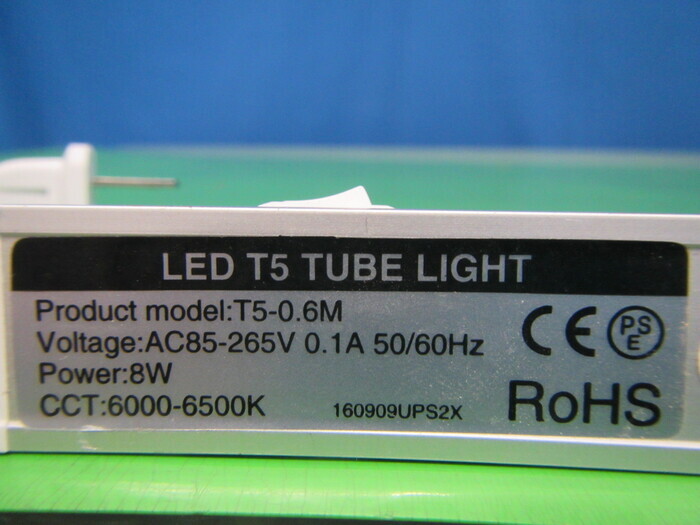 LED T5 TUBE LIGHT
Product model:T5-0.6M
Voltage:AC85-265V 0.1A 50/60Hz
Power:8W
CCT:6000-6500K
160909UPS2X
CE
PS
E
RoHS